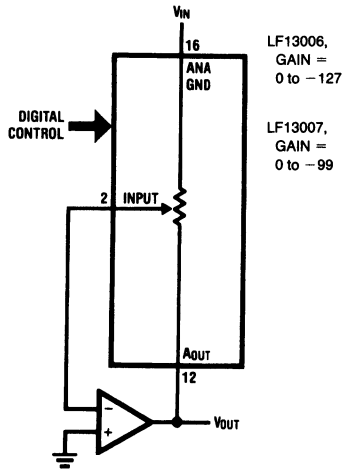 VIN
16
ANA
GND
LF13006,
GAIN =
0 to −127
LF13007,
GAIN =
0 to −99
DIGITAL
CONTROL
2
INPUT
AOUT
12
−
+
VOUT